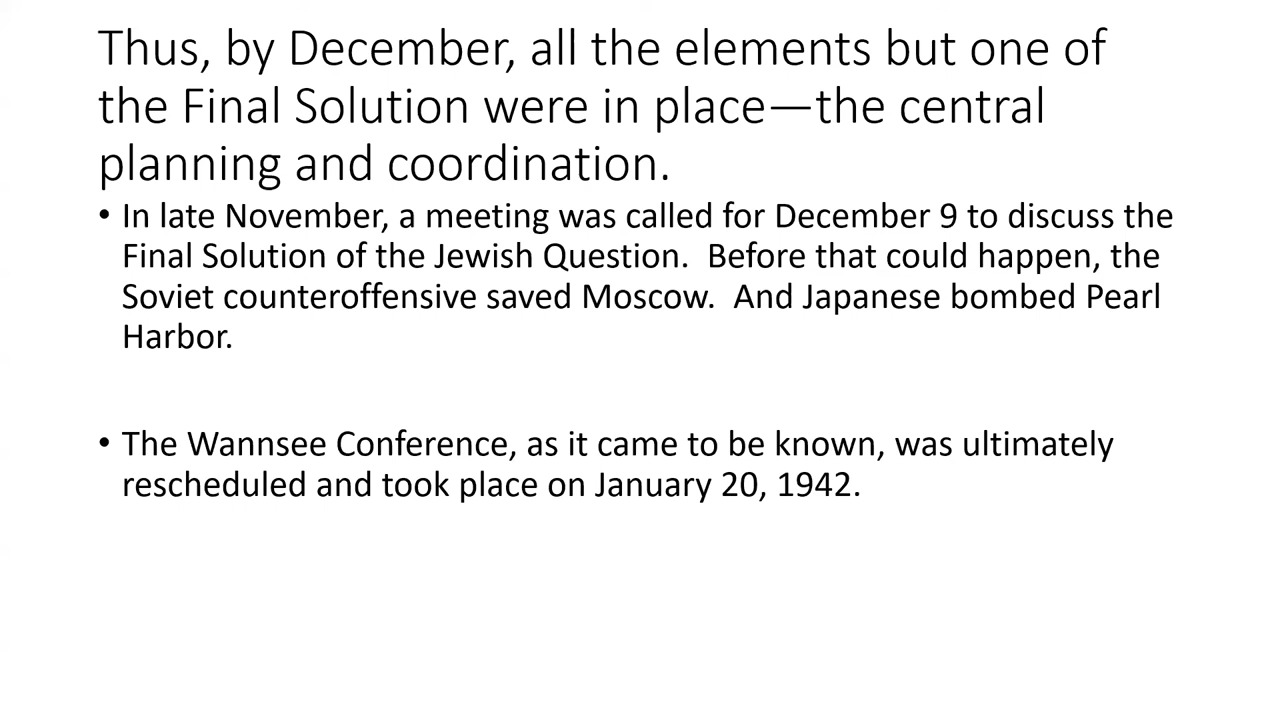 Thus, by December, all the elements but one of
the Final Solution were in place—the central
planning and coordination.
• In late November, a meeting was called for December 9 to discuss the
Final Solution of the Jewish Question.  Before that could happen, the
Soviet counteroffensive saved Moscow.  And Japanese bombed Pearl
Harbor.
• The Wannsee Conference, as it came to be known, was ultimately
rescheduled and took place on January 20, 1942.